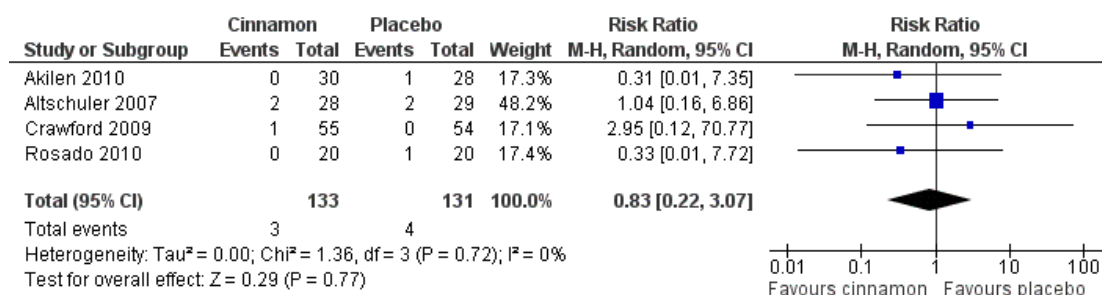 Cinnamon Placebo Risk Ratio Risk Ratio
Study or Subgroup Events Total Events Total Weight M-H, Random, 95% CI M-H, Random, 95% CI
Akilen 2010 0 30 1 28 17.3% 0.31 [0.01, 7.35]
Altschuler 2007 2 28 2 29 48.2% 1.04 [0.16, 6.86]
Crawford 2009 1 55 0 54 17.1% 2.95 [0.12, 70.77]
Rosado 2010 0 20 1 20 17.4% 0.33 [0.01, 7.72]
Total (95% CI) 133 131 100.0% 0.83 [0.22, 3.07]
Total events 3 4
Heterogeneity: Tau² = 0.00; Chi² = 1.36, df = 3 (P = 0.72); I² = 0%
Test for overall effect: Z = 0.29 (P = 0.77)
0.01 0.1 1 10 100
Favours cinnamon Favours placebo